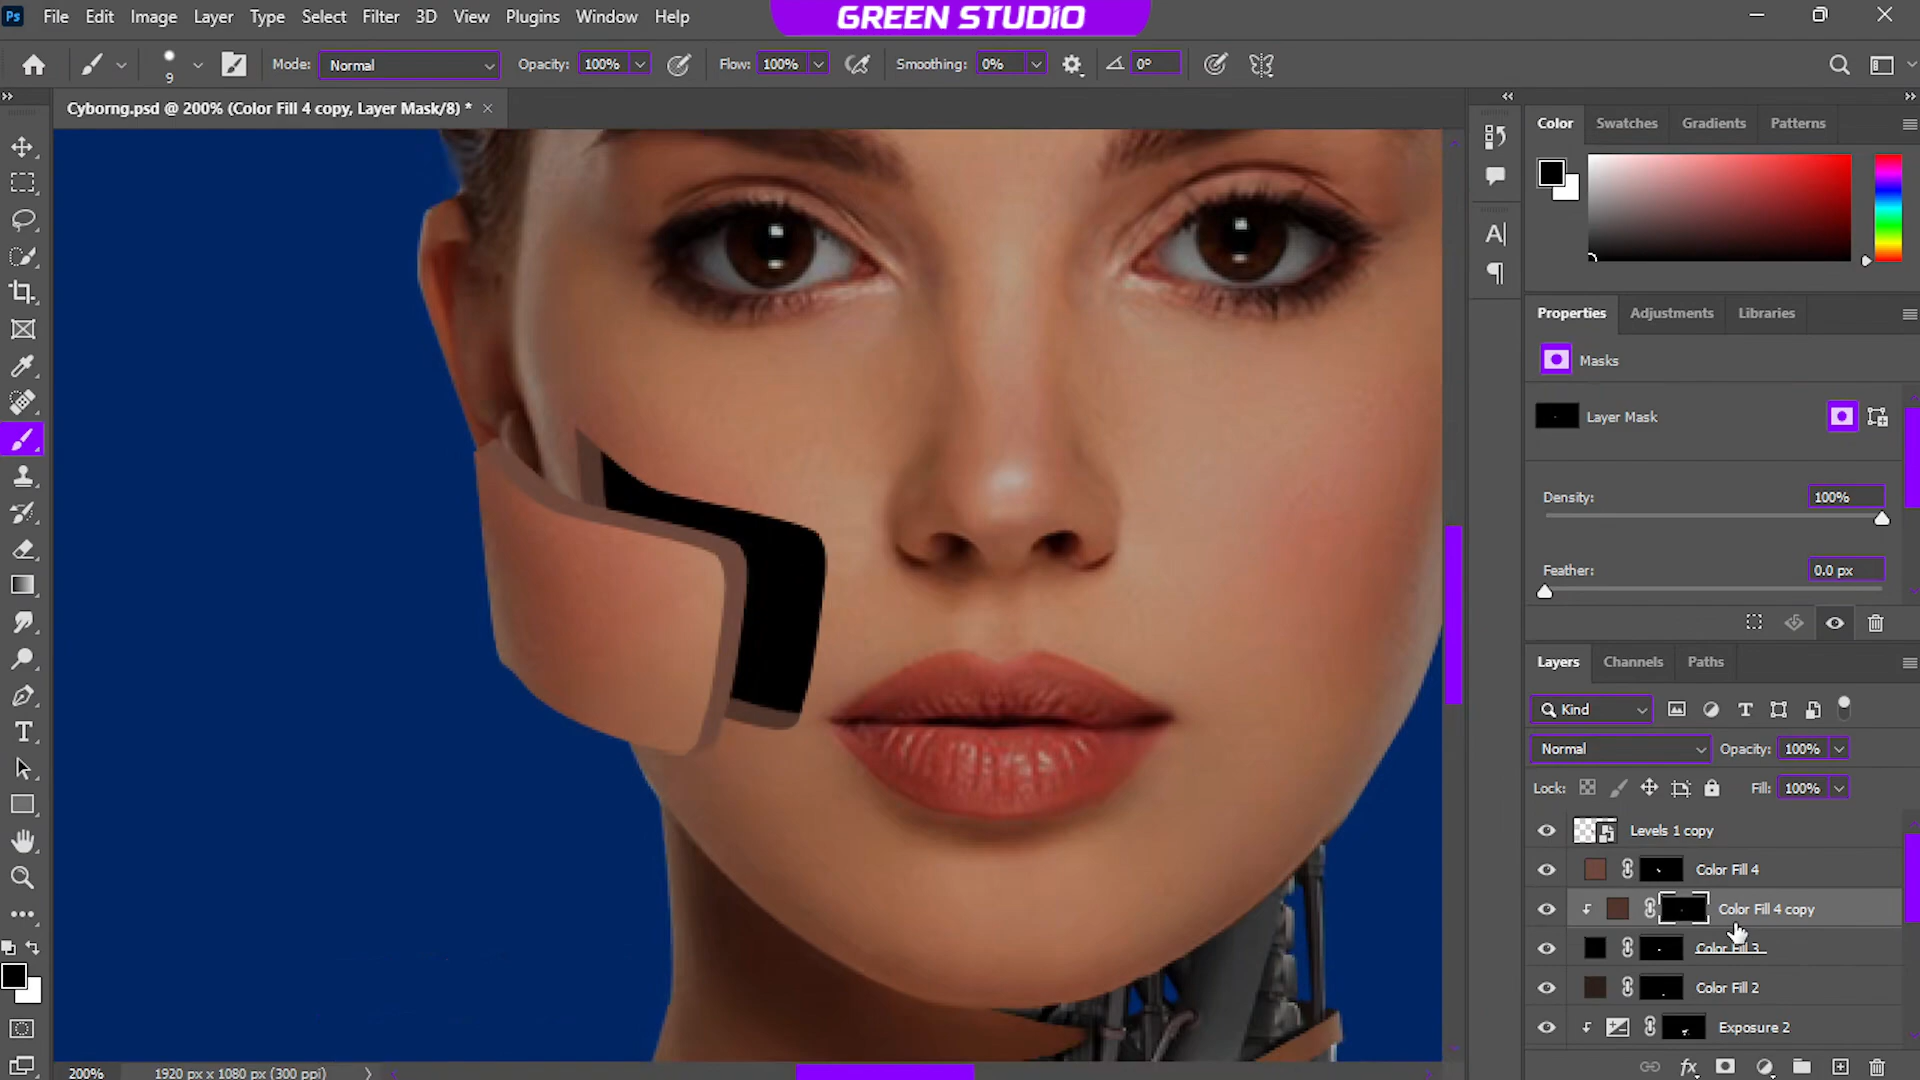 Ps File Edit Image Layer Type Select Filter 3D View Plugins Window Help
GREEN STUDIO
9 Mode: Normal Opacity: 100% Flow: 100% Smoothing: 0% 0°
Cyborng.psd @ 200% (Color Fill 4 copy, Layer Mask/8) *
Color Swatches Gradients Patterns
Properties Adjustments Libraries
Masks
Layer Mask
Density: 100%
Feather: 0.0 px
Layers Channels Paths
Kind
Normal Opacity: 100%
Lock: Fill: 100%
Levels 1 copy
Color Fill 4
Color Fill 4 copy
Color Fill 3
Color Fill 2
Exposure 2
fx
200% 1920 px x 1080 px (300 ppi)